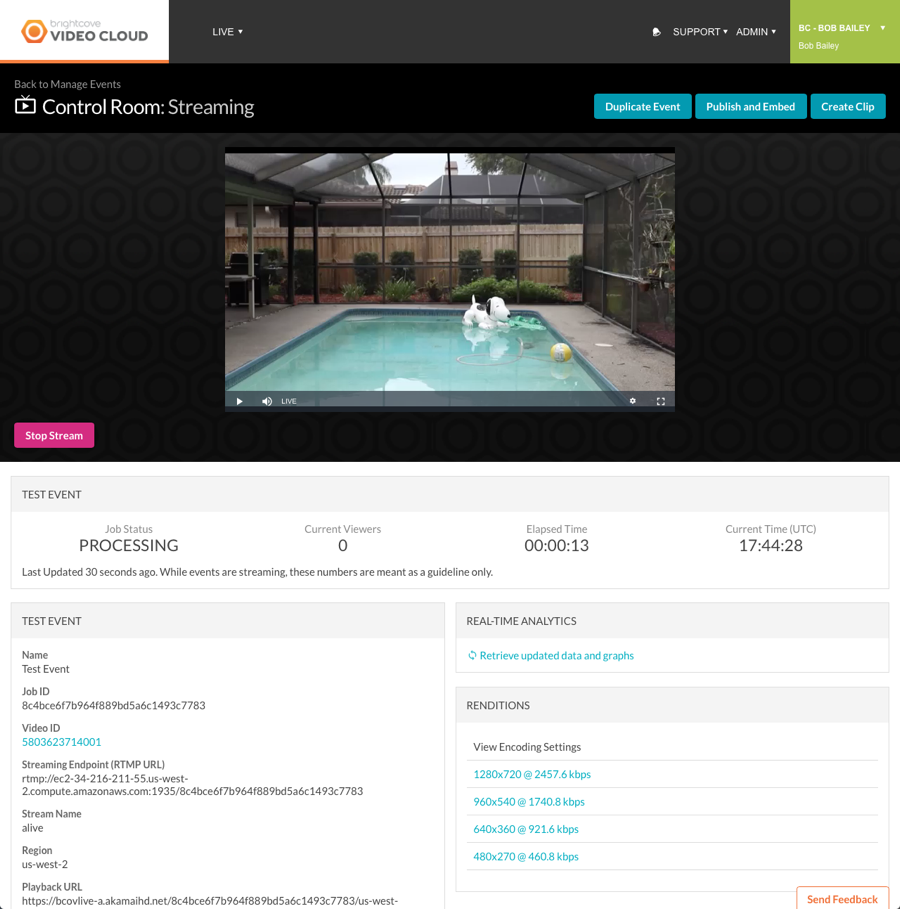 brightcove
VIDEO CLOUD
LIVE
SUPPORT
ADMIN
BC - BOB BAILEY
Bob Bailey
Back to Manage Events
Control Room: Streaming
Duplicate Event
Publish and Embed
Create Clip
LIVE
Stop Stream
TEST EVENT
Job Status
PROCESSING
Current Viewers
0
Elapsed Time
00:00:13
Current Time (UTC)
17:44:28
Last Updated 30 seconds ago. While events are streaming, these numbers are meant as a guideline only.
TEST EVENT
Name
Test Event
Job ID
8c4bce6f7b964f889bd5a6c1493c7783
Video ID
5803623714001
Streaming Endpoint (RTMP URL)
rtmp://ec2-34-216-211-55.us-west-
2.compute.amazonaws.com:1935/8c4bce6f7b964f889bd5a6c1493c7783
Stream Name
alive
Region
us-west-2
Playback URL
https://bcovlive-a.akamaihd.net/8c4bce6f7b964f889bd5a6c1493c7783/us-west-
REAL-TIME ANALYTICS
Retrieve updated data and graphs
RENDITIONS
View Encoding Settings
1280x720 @ 2457.6 kbps
960x540 @ 1740.8 kbps
640x360 @ 921.6 kbps
480x270 @ 460.8 kbps
Send Feedback